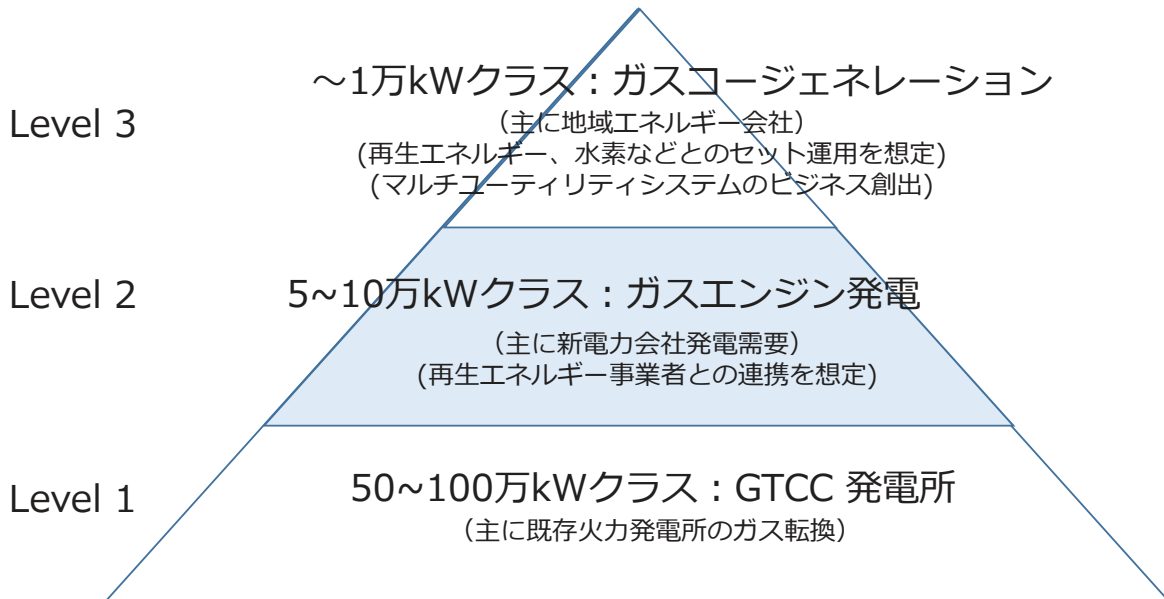 Level 3
～1万kWクラス：ガスコージェネレーション
（主に地域エネルギー会社）
(再生エネルギー、水素などとのセット運用を想定)
(マルチユーティリティシステムのビジネス創出)
Level 2
5~10万kWクラス：ガスエンジン発電
（主に新電力会社発電需要）
(再生エネルギー事業者との連携を想定)
Level 1
50~100万kWクラス：GTCC 発電所
（主に既存火力発電所のガス転換）